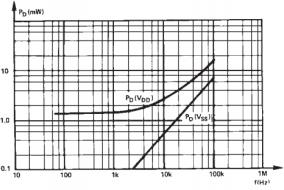 P_D (mW)
10
P_D (V_DD)
1.0
P_D (V_SS)
0.1
10 100 1k 10k 100k 1M
f(Hz)